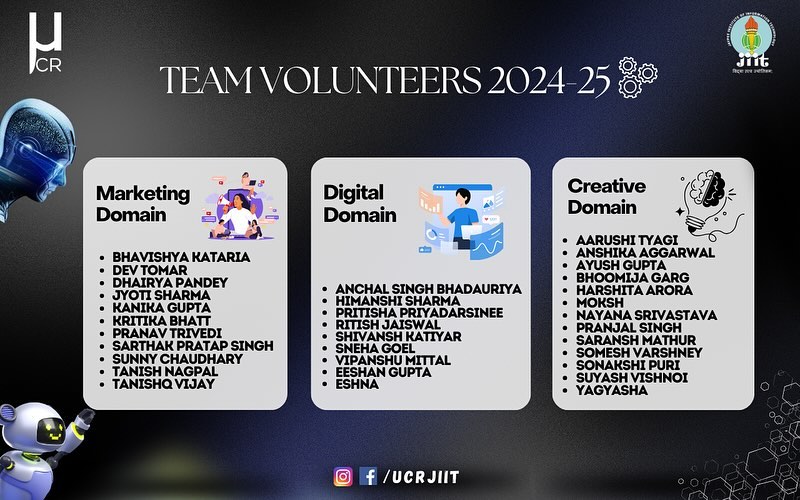 μCR
JIIT
विद्या तत्व ज्योतिसमः
TEAM VOLUNTEERS 2024-25
Marketing
Domain
BHAVISHYA KATARIA
DEV TOMAR
DHAIRYA PANDEY
JYOTI SHARMA
KANIKA GUPTA
KRITIKA BHATT
PRANAV TRIVEDI
SARTHAK PRATAP SINGH
SUNNY CHAUDHARY
TANISH NAGPAL
TANISHQ VIJAY
Digital
Domain
ANCHAL SINGH BHADAURIYA
HIMANSHI SHARMA
PRITISHA PRIYADARSINEE
RITISH JAISWAL
SHIVANSH KATIYAR
SNEHA GOEL
VIPANSHU MITTAL
EESHAN GUPTA
ESHNA
Creative
Domain
AARUSHI TYAGI
ANSHIKA AGGARWAL
AYUSH GUPTA
BHOOMIJA GARG
HARSHITA ARORA
MOKSH
NAYANA SRIVASTAVA
PRANJAL SINGH
SARANSH MATHUR
SOMESH VARSHNEY
SONAKSHI PURI
SUYASH VISHNOI
YAGYASHA
/UCRJIIT